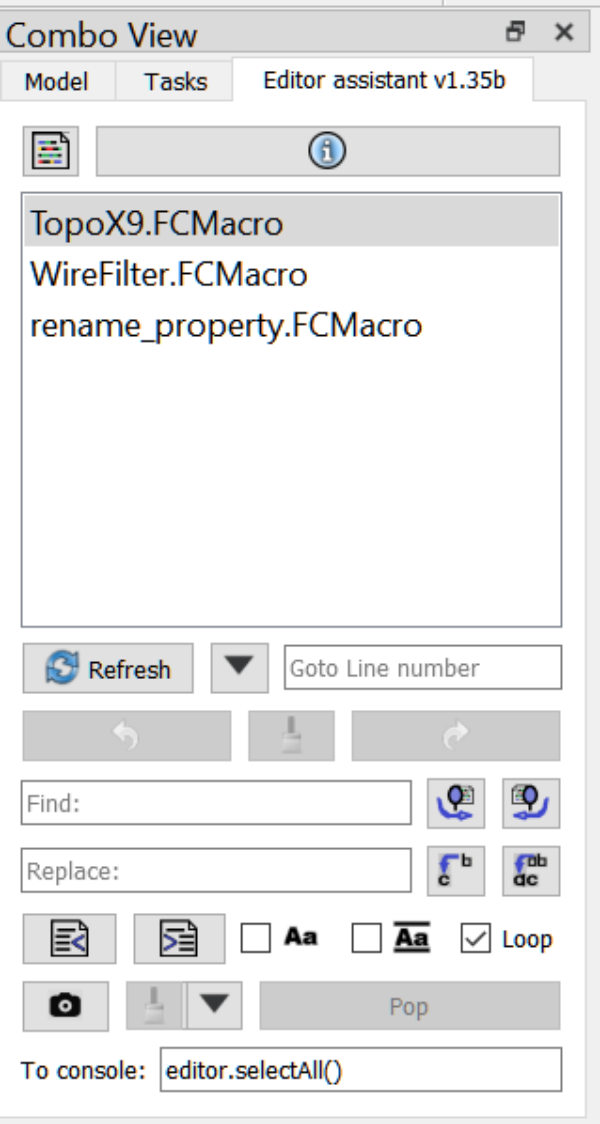 Combo View
Model Tasks Editor assistant v1.35b
TopoX9.FCMacro
WireFilter.FCMacro
rename_property.FCMacro
Refresh Goto Line number
Find:
Replace:
Aa Aa Loop
Pop
To console: editor.selectAll()